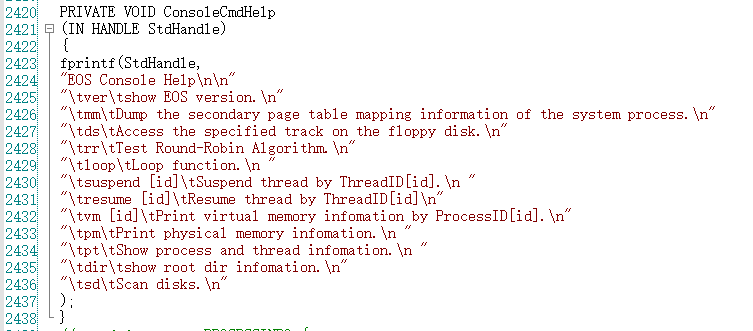 2420 PRIVATE VOID ConsoleCmdHelp
2421 (IN HANDLE StdHandle)
2422 {
2423 fprintf(StdHandle,
2424 "EOS Console Help\n\n"
2425 "\tver\tshow EOS version.\n"
2426 "\tmm\tDump the secondary page table mapping information of the system process.\n"
2427 "\tds\tAccess the specified track on the floppy disk.\n"
2428 "\trr\tTest Round-Robin Algorithm.\n"
2429 "\tloop\tLoop function.\n "
2430 "\tsuspend [id]\tSuspend thread by ThreadID[id].\n "
2431 "\tresume [id]\tResume thread by ThreadID[id]\n"
2432 "\tvm [id]\tPrint virtual memory infomation by ProcessID[id].\n"
2433 "\tpm\tPrint physical memory infomation.\n "
2434 "\tpt\tShow process and thread infomation.\n "
2435 "\tdir\tshow root dir infomation.\n"
2436 "\tsd\tScan disks.\n"
2437 );
2438 }